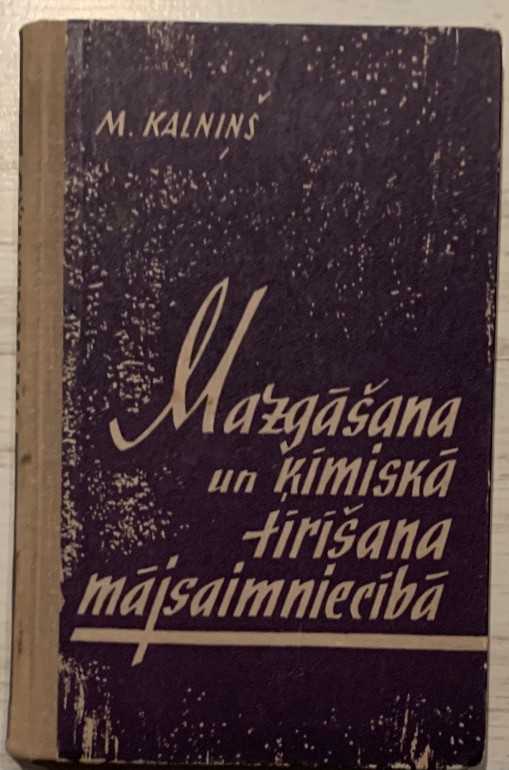 M. KALNIŅŠ
Mazgāšana
un ķīmiskā
tīrīšana
mājsaimniecībā